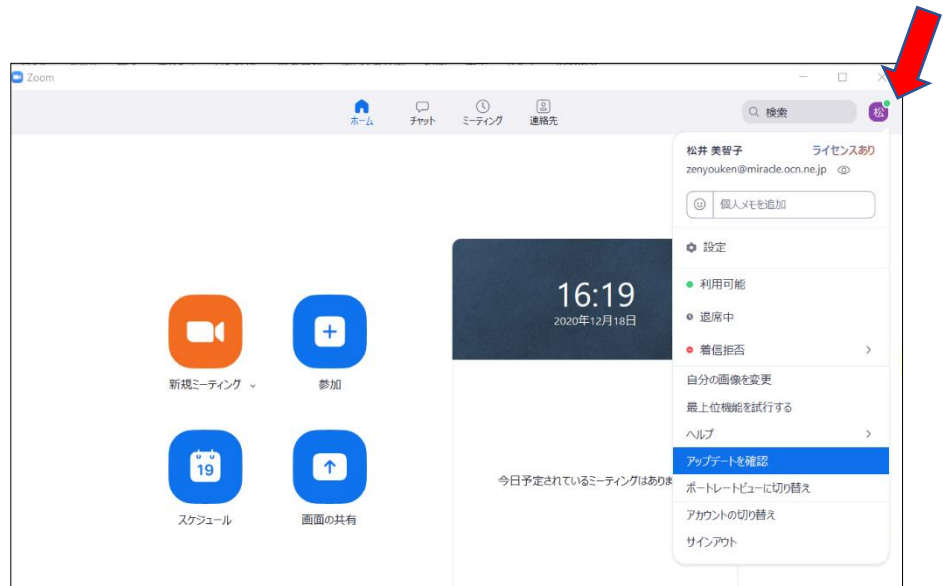 Zoom
ホーム
チャット
ミーティング
連絡先
検索
松
松井 美智子 ライセンスあり
zenyouken@miracle.ocn.ne.jp
個人メモを追加
設定
利用可能
退席中
着信拒否
自分の画像を変更
最上位機能を試行する
ヘルプ
アップデートを確認
ポートレートビューに切り替え
アカウントの切り替え
サインアウト
16:19
2020年12月18日
今日予定されているミーティングはありま
新規ミーティング
参加
19
スケジュール
画面の共有